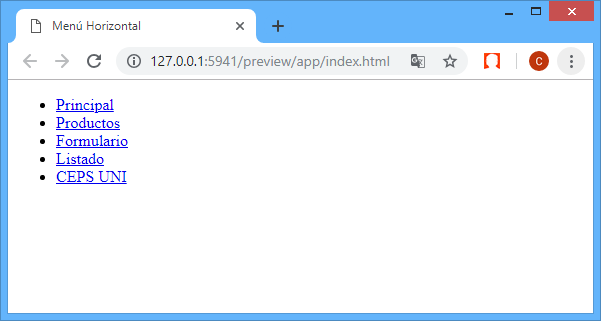 Menú Horizontal
127.0.0.1:5941/preview/app/index.html
C
Principal
Productos
Formulario
Listado
CEPS UNI